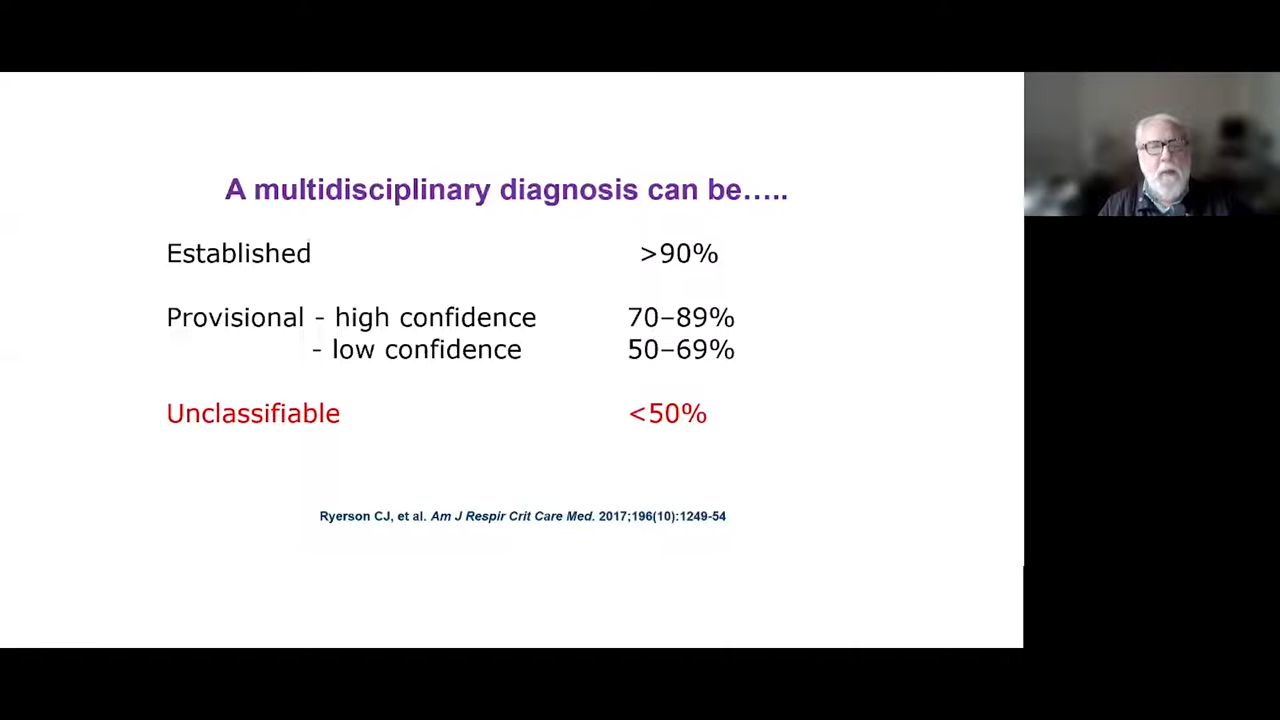 A multidisciplinary diagnosis can be…..
Established >90%
Provisional - high confidence 70–89%
- low confidence 50–69%
Unclassifiable <50%
Ryerson CJ, et al. Am J Respir Crit Care Med. 2017;196(10):1249-54